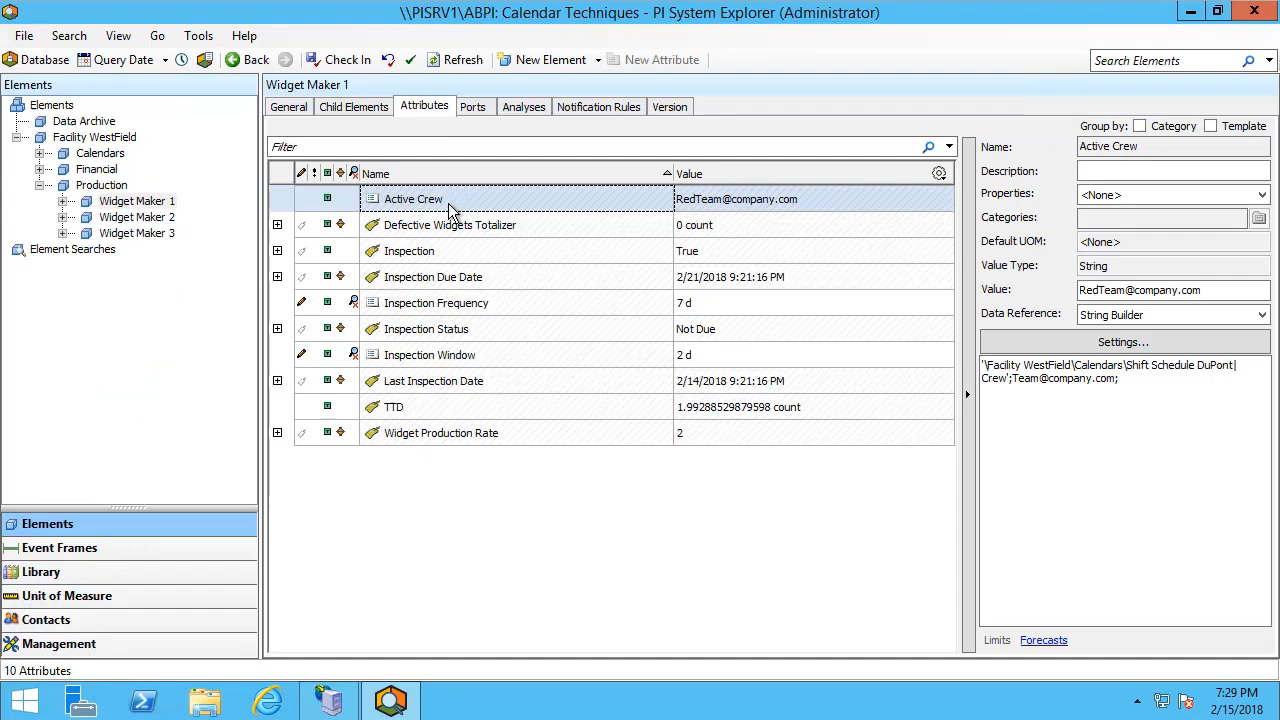 \\PISRV1\ABPI: Calendar Techniques - PI System Explorer (Administrator)
File Search View Go Tools Help
Database Query Date Back Check In Refresh New Element New Attribute Search Elements
Elements
Elements
Data Archive
Facility WestField
Calendars
Financial
Production
Widget Maker 1
Widget Maker 2
Widget Maker 3
Element Searches
Elements
Event Frames
Library
Unit of Measure
Contacts
Management
Widget Maker 1
General Child Elements Attributes Ports Analyses Notification Rules Version
Filter
Name Value
Active Crew RedTeam@company.com
Defective Widgets Totalizer 0 count
Inspection True
Inspection Due Date 2/21/2018 9:21:16 PM
Inspection Frequency 7 d
Inspection Status Not Due
Inspection Window 2 d
Last Inspection Date 2/14/2018 9:21:16 PM
TTD 1.99288529879598 count
Widget Production Rate 2
Group by: Category Template
Name: Active Crew
Description:
Properties: <None>
Categories:
Default UOM: <None>
Value Type: String
Value: RedTeam@company.com
Data Reference: String Builder
Settings...
'\Facility WestField\Calendars\Shift Schedule DuPont|
Crew';Team@company.com;
Limits Forecasts
10 Attributes
7:29 PM
2/15/2018